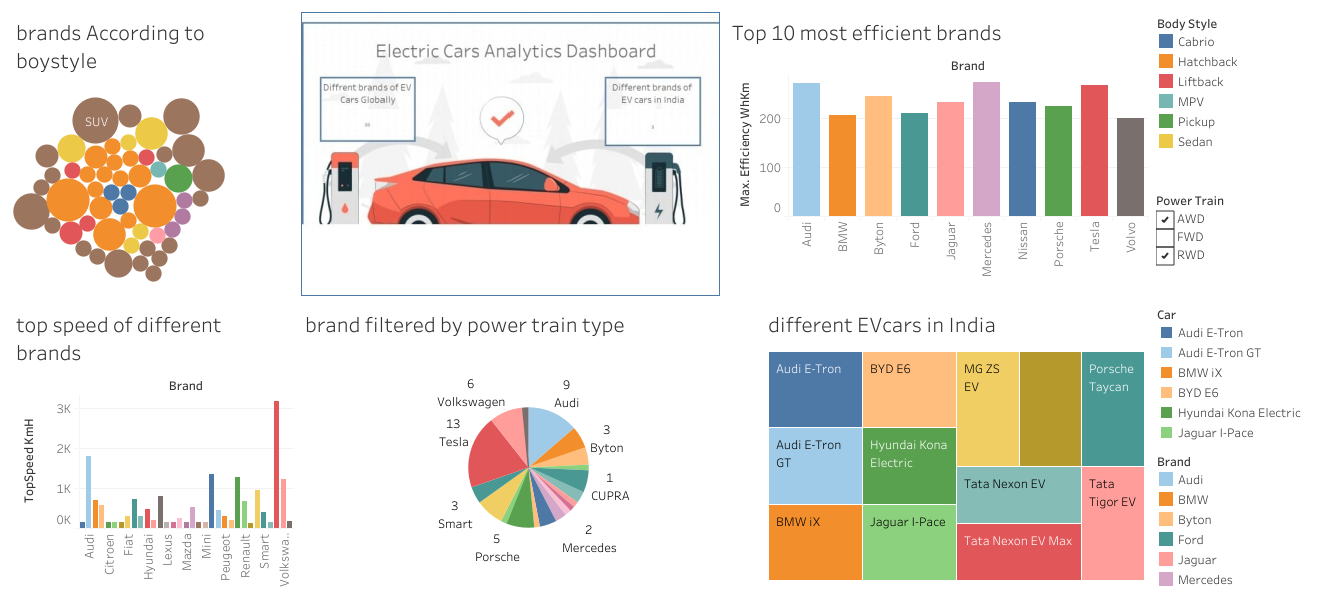 brands According to
boystyle
SUV
Electric Cars Analytics Dashboard
Diffrent brands of EV
Cars Globally
Different brands of
EV cars in India
Top 10 most efficient brands
Brand
Max. Efficiency WhKm
200
100
0
Audi
BMW
Byton
Ford
Jaguar
Mercedes
Nissan
Porsche
Tesla
Volvo
Body Style
Cabrio
Hatchback
Liftback
MPV
Pickup
Sedan
Power Train
AWD
FWD
RWD
top speed of different
brands
Brand
TopSpeed KmH
3K
2K
1K
0K
Audi
Citroen
Fiat
Hyundai
Lexus
Mazda
Mini
Peugeot
Renault
Smart
Volkswa..
brand filtered by power train type
6
Volkswagen
9
Audi
13
Tesla
3
Byton
1
CUPRA
3
Smart
2
Mercedes
5
Porsche
different EVcars in India
Audi E-Tron
BYD E6
MG ZS
EV
Porsche
Taycan
Audi E-Tron
GT
Hyundai Kona
Electric
Tata Nexon EV
Tata
Tigor EV
BMW iX
Jaguar I-Pace
Tata Nexon EV Max
Car
Audi E-Tron
Audi E-Tron GT
BMW iX
BYD E6
Hyundai Kona Electric
Jaguar I-Pace
Brand
Audi
BMW
Byton
Ford
Jaguar
Mercedes